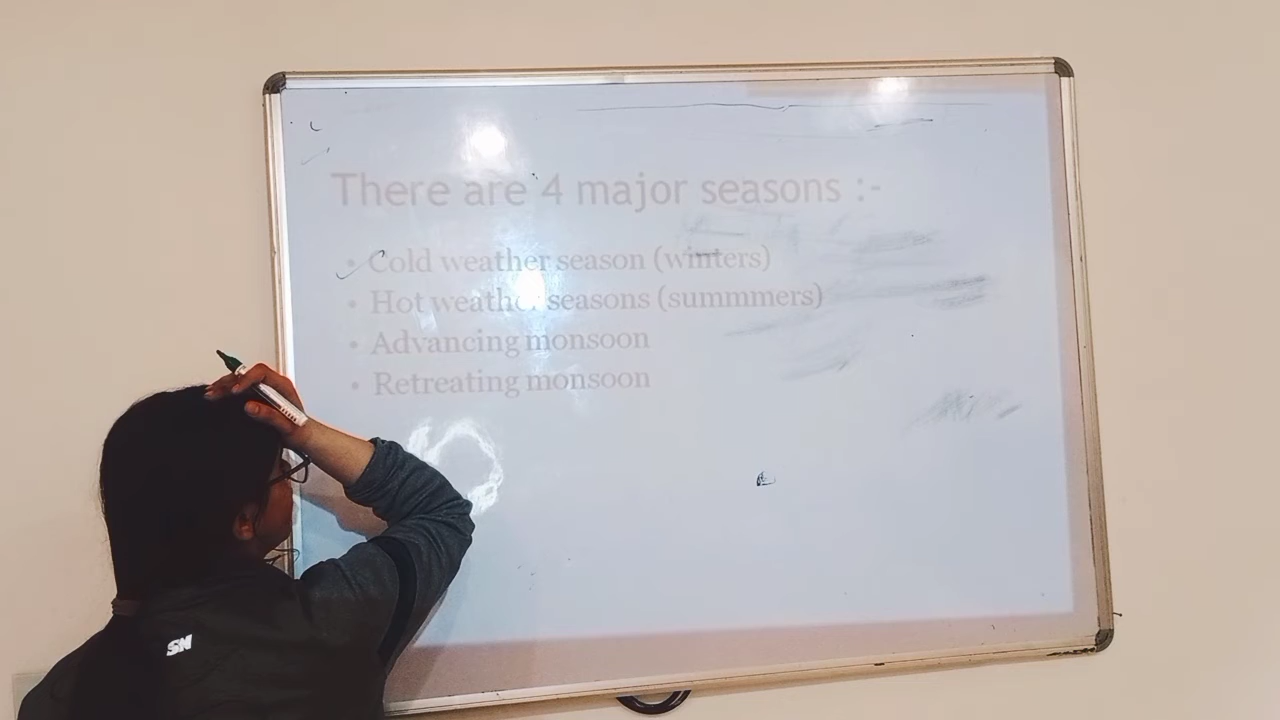 There are 4 major seasons :-
• Cold weather season (winters)
• Hot weather seasons (summmers)
• Advancing monsoon
• Retreating monsoon
SN